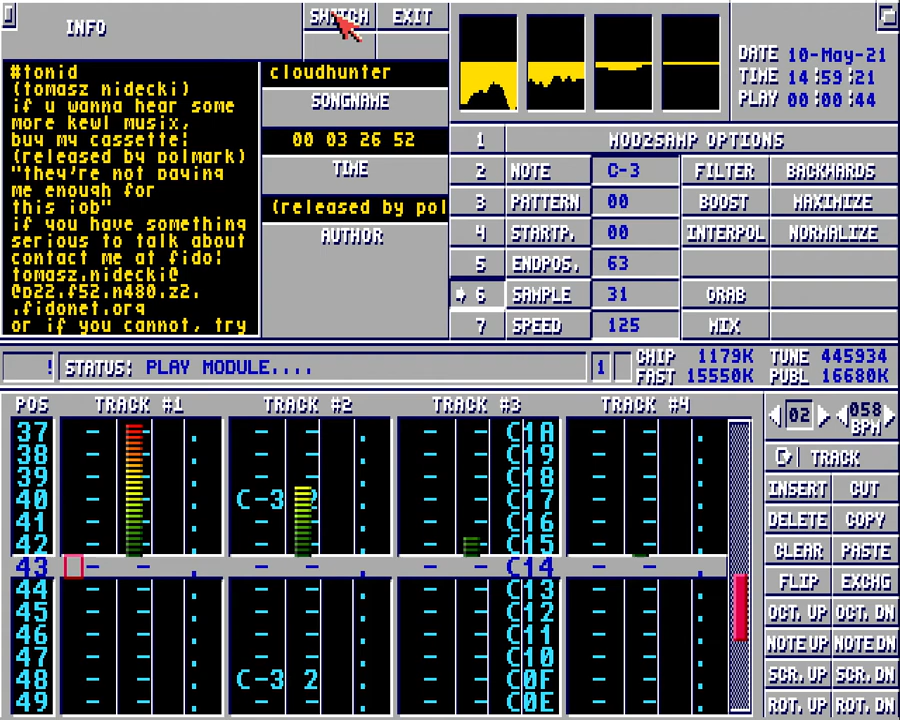 INFO
SWITCH EXIT
#tonid
(tomasz nidecki)
if u wanna hear some
more kewl musix,
buy my cassette!
(released by polmark)
"they're not paying
me enough for
this job"
if you have something
serious to talk about
contact me at fido:
tomasz.nidecki@
@p22.f52.n480.z2.
.fidonet.org
or if you cannot, try
cloudhunter
SONGNAME
00 03 26 52
TIME
(released by pol
AUTHOR
DATE 10-May-21
TIME 14:59:21
PLAY 00:00:44
1 MOD2SAMP OPTIONS
2 NOTE C-3 FILTER BACKWARDS
3 PATTERN 00 BOOST MAXIMIZE
4 STARTP. 00 INTERPOL NORMALIZE
5 ENDPOS. 63
6 SAMPLE 31 GRAB
7 SPEED 125 MIX
! STATUS: PLAY MODULE.... 1
CHIP 1179K TUNE 445934
FAST 15550K PUBL 16680K
POS TRACK #1 TRACK #2 TRACK #3 TRACK #4
37 - - . - - . C1A - - .
38 - - . - - . C19 - - .
39 - - . - - . C18 - - .
40 - - . C-3 2 . C17 - - .
41 - - . - - . C16 - - .
42 - - . - - . C15 - - .
43 - - . - - . C14 - - .
44 - - . - - . C13 - - .
45 - - . - - . C12 - - .
46 - - . - - . C11 - - .
47 - - . - - . C10 - - .
48 - - . C-3 2 . C0F - - .
49 - - . - - . C0E - - .
02 058 BPM
TRACK
INSERT CUT
DELETE COPY
CLEAR PASTE
FLIP EXCHG
OCT. UP OCT. DN
NOTE UP NOTE DN
SCR. UP SCR. DN
ROT. UP ROT. DN